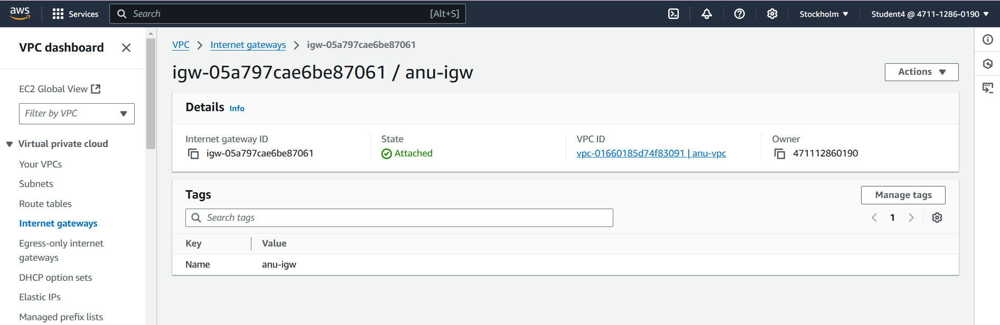 aws
Services
Search
[Alt+S]
Stockholm
Student4 @ 4711-1286-0190
VPC dashboard
EC2 Global View
Filter by VPC
Virtual private cloud
Your VPCs
Subnets
Route tables
Internet gateways
Egress-only internet
gateways
DHCP option sets
Elastic IPs
Managed prefix lists
VPC
Internet gateways
igw-05a797cae6be87061
igw-05a797cae6be87061 / anu-igw
Actions
Details Info
Internet gateway ID
igw-05a797cae6be87061
State
Attached
VPC ID
vpc-01660185d74f83091 | anu-vpc
Owner
471112860190
Tags
Manage tags
Search tags
1
Key Value
Name anu-igw